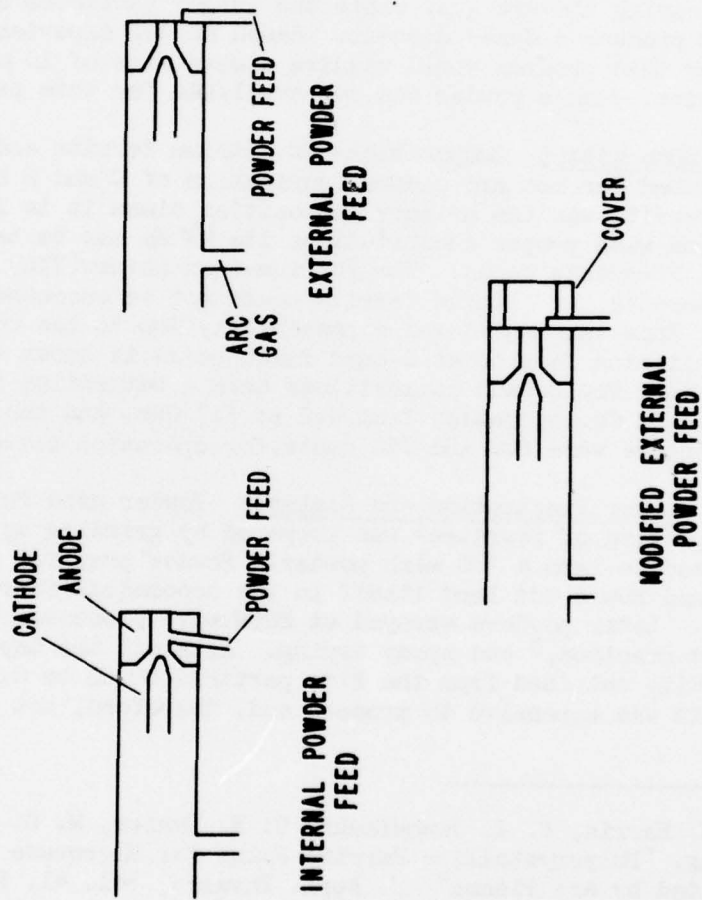 CATHODE
ANODE
POWDER FEED
INTERNAL POWDER
FEED
POWDER FEED
ARC
GAS
EXTERNAL POWDER
FEED
COVER
MODIFIED EXTERNAL
POWDER FEED